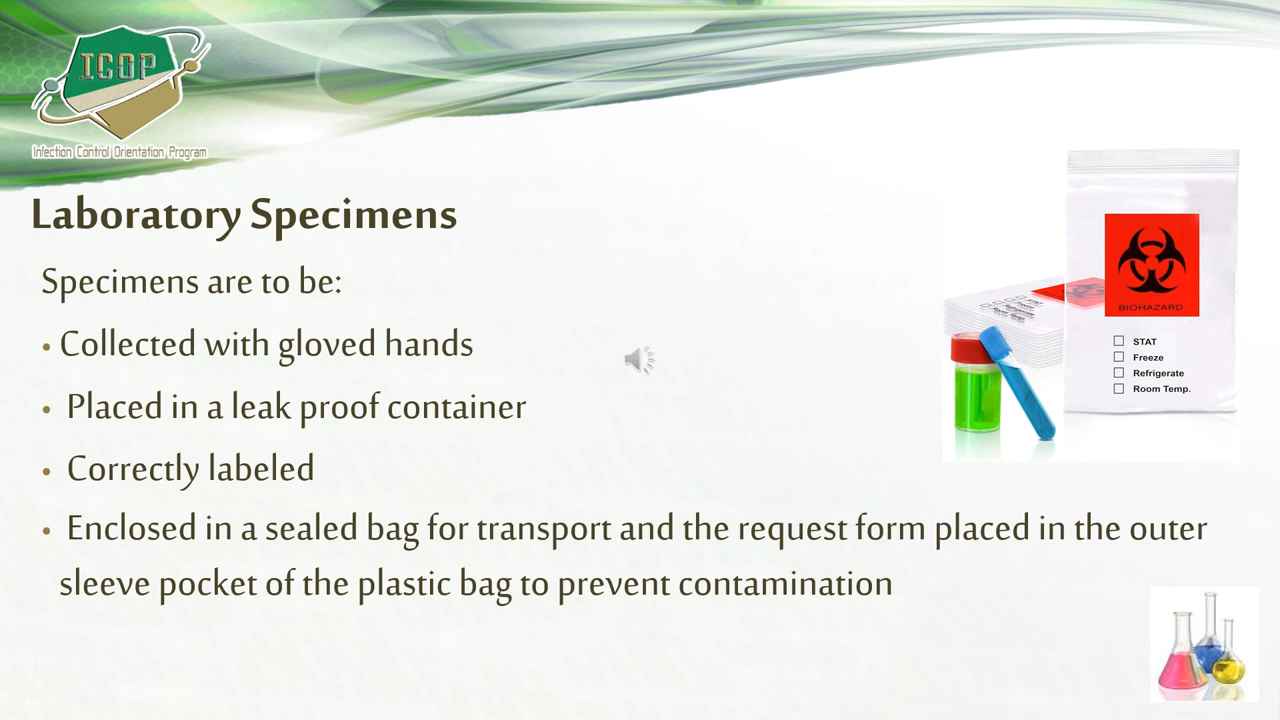 ICOP
Infection Control Orientation Program
Laboratory Specimens
Specimens are to be:
• Collected with gloved hands
• Placed in a leak proof container
• Correctly labeled
• Enclosed in a sealed bag for transport and the request form placed in the outer
sleeve pocket of the plastic bag to prevent contamination
BIOHAZARD
STAT
Freeze
Refrigerate
Room Temp.
STAT